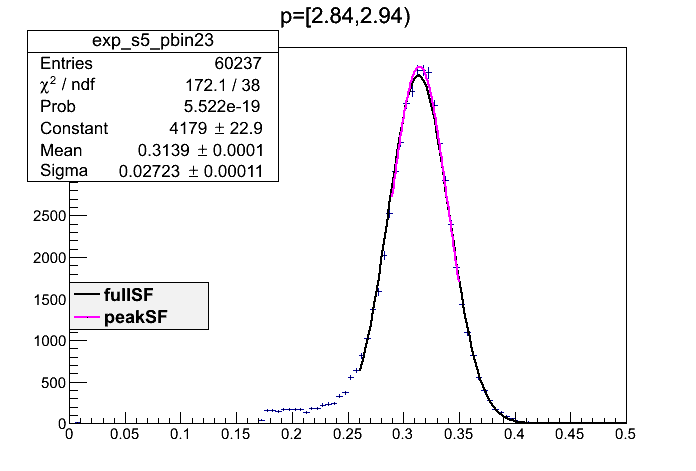 p=[2.84,2.94)
exp_s5_pbin23
Entries 60237
χ² / ndf 172.1 / 38
Prob 5.522e-19
Constant 4179 ± 22.9
Mean 0.3139 ± 0.0001
Sigma 0.02723 ± 0.00011
2500
2000
1500
1000
500
0
fullSF
peakSF
0 0.05 0.1 0.15 0.2 0.25 0.3 0.35 0.4 0.45 0.5